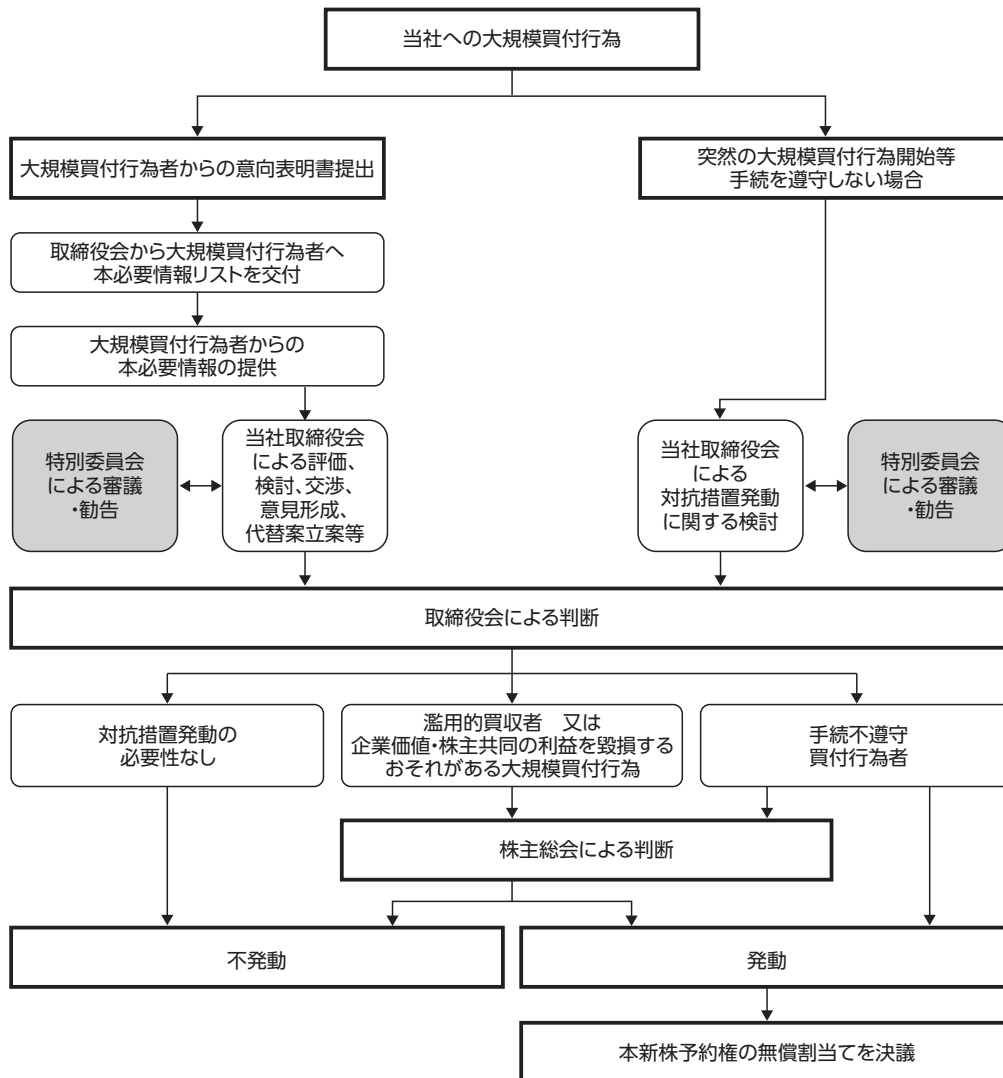 当社への大規模買付行為
大規模買付行為者からの意向表明書提出
突然の大規模買付行為開始等
手続を遵守しない場合
取締役会から大規模買付行為者へ
本必要情報リストを交付
大規模買付行為者からの
本必要情報の提供
特別委員会
による審議
・勧告
当社取締役会
による評価、
検討、交渉、
意見形成、
代替案立案等
当社取締役会
による
対抗措置発動
に関する検討
特別委員会
による審議
・勧告
取締役会による判断
対抗措置発動の
必要性なし
濫用的買収者　又は
企業価値・株主共同の利益を毀損する
おそれがある大規模買付行為
手続不遵守
買付行為者
株主総会による判断
不発動
発動
本新株予約権の無償割当てを決議